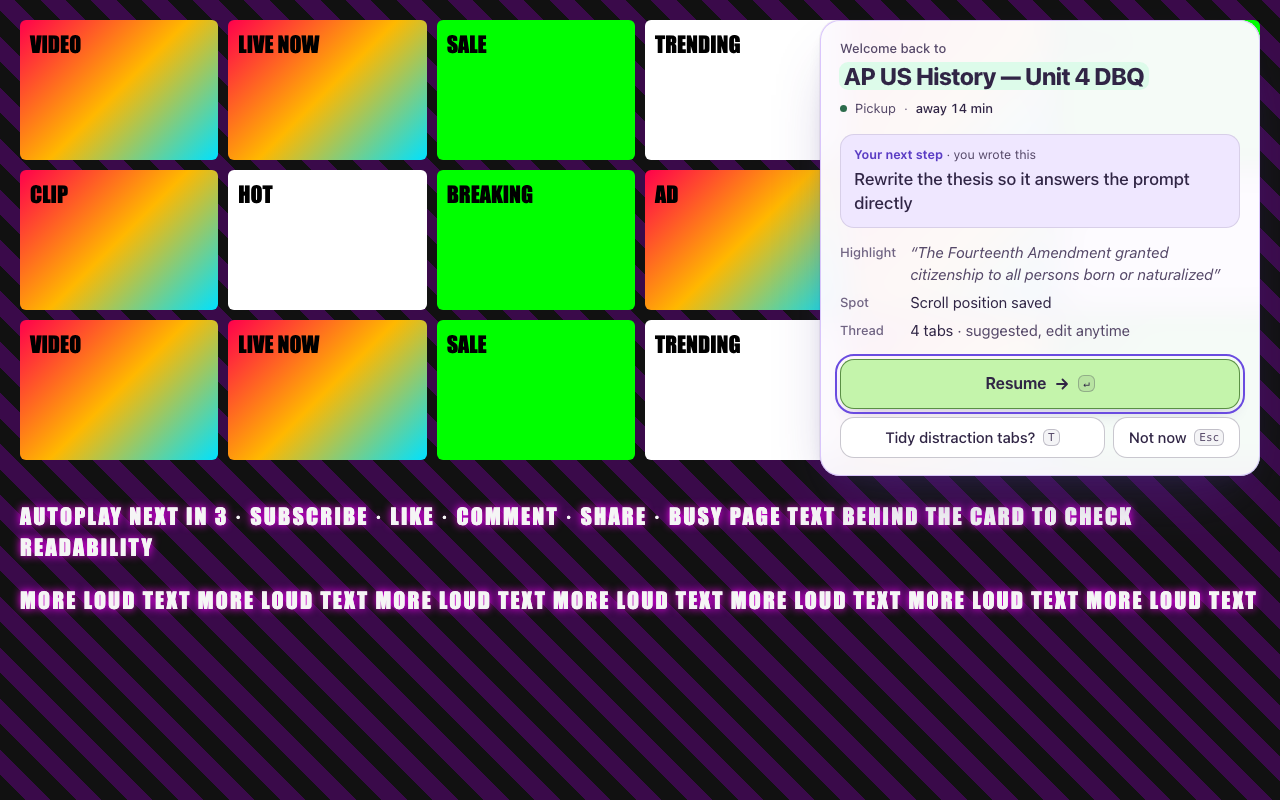 VIDEO
LIVE NOW
SALE
TRENDING
CLIP
HOT
BREAKING
AD
VIDEO
LIVE NOW
SALE
TRENDING
Welcome back to
AP US History — Unit 4 DBQ
Pickup · away 14 min
Your next step · you wrote this
Rewrite the thesis so it answers the prompt
directly
Highlight “The Fourteenth Amendment granted
citizenship to all persons born or naturalized”
Spot Scroll position saved
Thread 4 tabs · suggested, edit anytime
Resume → ↵
Tidy distraction tabs? T
Not now Esc
AUTOPLAY NEXT IN 3 · SUBSCRIBE · LIKE · COMMENT · SHARE · BUSY PAGE TEXT BEHIND THE CARD TO CHECK
READABILITY
MORE LOUD TEXT MORE LOUD TEXT MORE LOUD TEXT MORE LOUD TEXT MORE LOUD TEXT MORE LOUD TEXT MORE LOUD TEXT